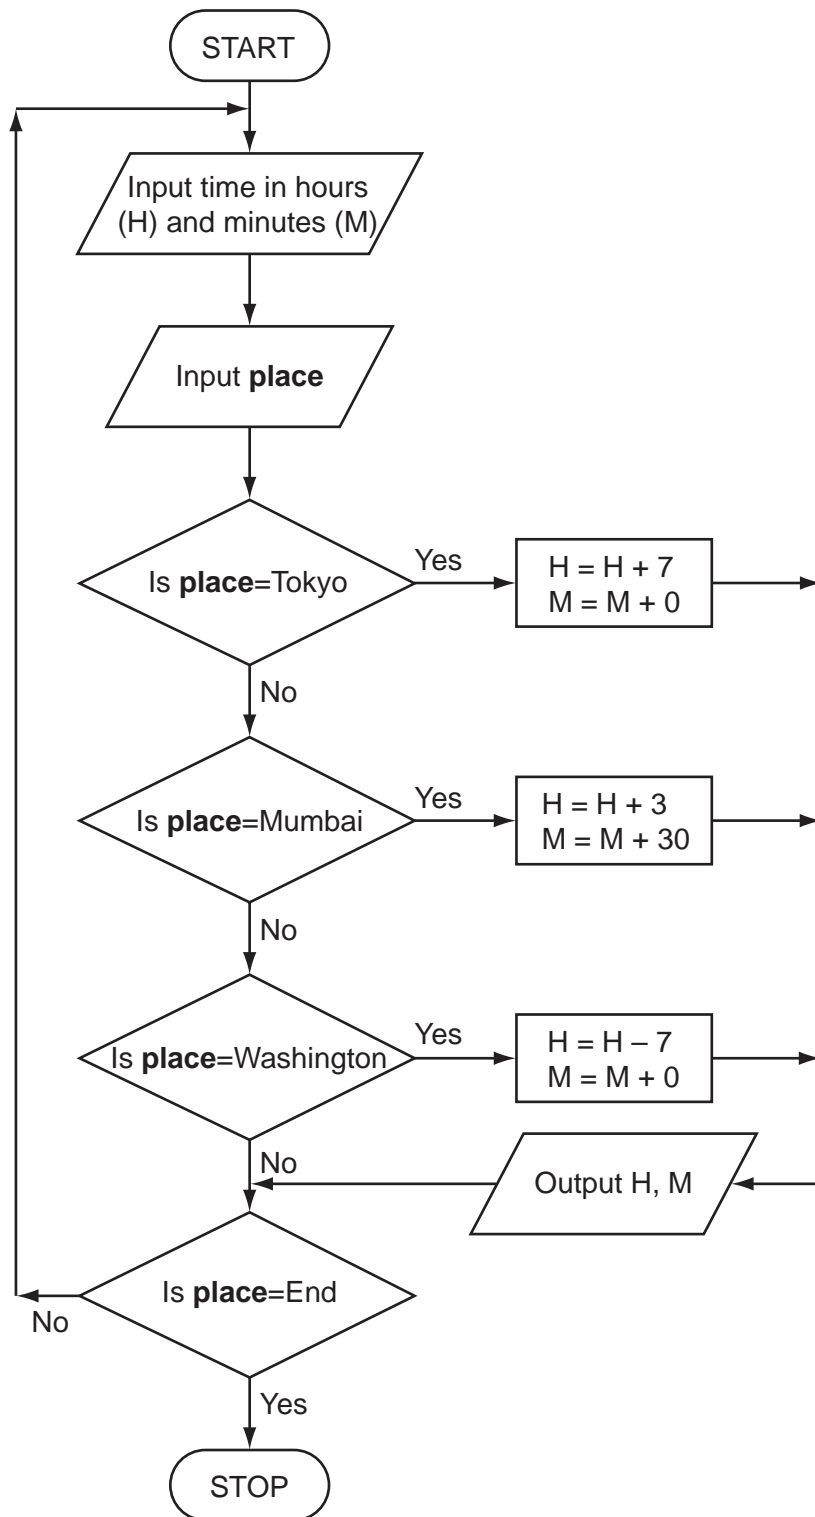 START
Input time in hours
(H) and minutes (M)
Input place
Is place=Tokyo
Yes
H = H + 7
M = M + 0
No
Is place=Mumbai
Yes
H = H + 3
M = M + 30
No
Is place=Washington
Yes
H = H – 7
M = M + 0
No
Output H, M
Is place=End
No
Yes
STOP